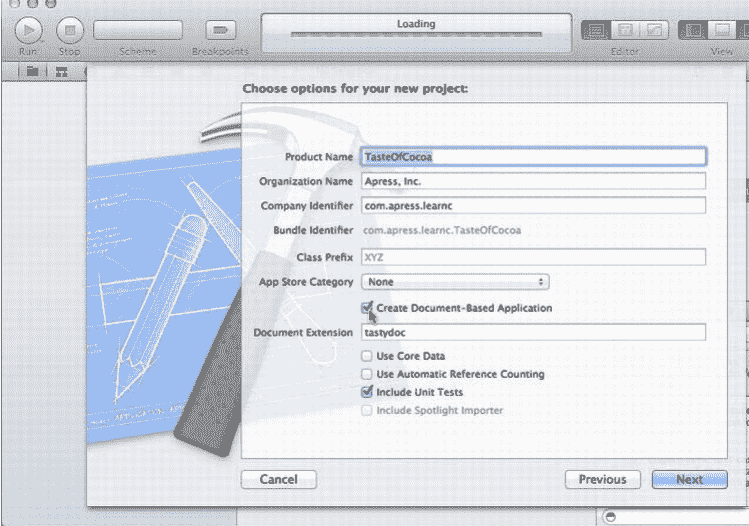 Loading
Run Stop Scheme Breakpoints Editor View
Choose options for your new project:
Product Name TasteOfCocoa
Organization Name Apress, Inc.
Company Identifier com.apress.learnc
Bundle Identifier com.apress.learnc.TasteOfCocoa
Class Prefix XYZ
App Store Category None
Create Document-Based Application
Document Extension tastydoc
Use Core Data
Use Automatic Reference Counting
Include Unit Tests
Include Spotlight Importer
Cancel Previous Next